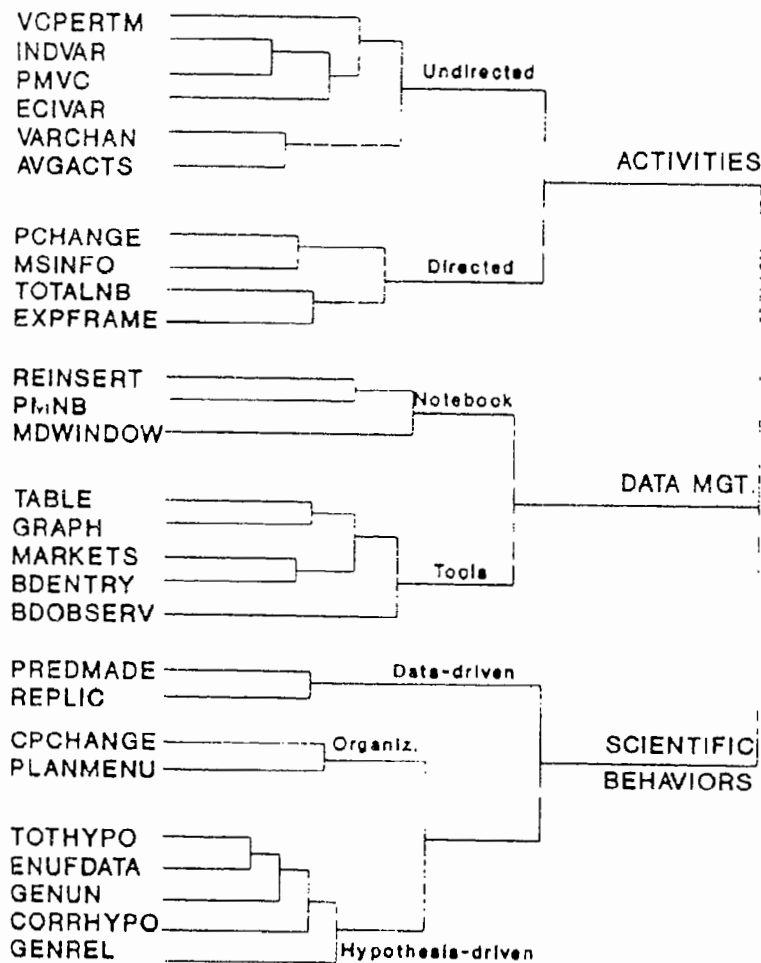 VCPERTM
INDVAR
PMVC
ECIVAR
VARCHAN
AVGACTS
Undirected
ACTIVITIES
PCHANGE
MSINFO
TOTALNB
EXPFRAME
Directed
REINSERT
PMNB
MDWINDOW
Notebook
DATA MGT.
TABLE
GRAPH
MARKETS
BDENTRY
BDOBSERV
Tools
PREDMADE
REPLIC
Data-driven
CPCHANGE
PLANMENU
Organiz.
SCIENTIFIC
BEHAVIORS
TOTHYPO
ENUFDATA
GENUN
CORRHYPO
GENREL
Hypothesis-driven